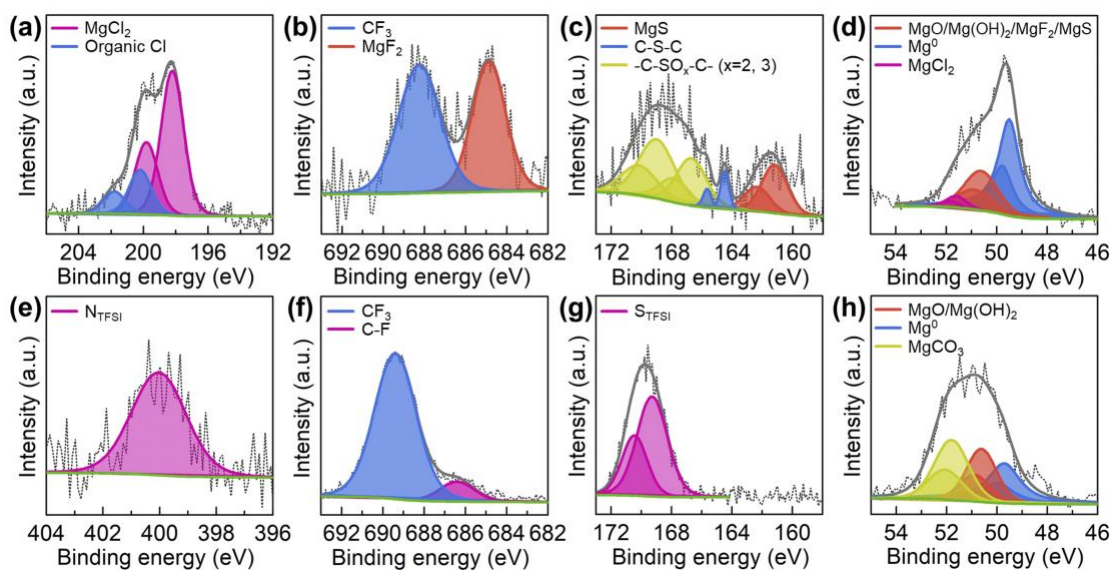 (a)
MgCl₂
Organic Cl
Intensity (a.u.)
206 204 200 196 192
Binding energy (eV)
(b)
CF₃
MgF₂
Intensity (a.u.)
692 690 688 686 684 682
Binding energy (eV)
(c)
MgS
C-S-C
-C-SOₓ-C- (x=2, 3)
Intensity (a.u.)
172 168 164 160
Binding energy (eV)
(d)
MgO/Mg(OH)₂/MgF₂/MgS
Mg⁰
MgCl₂
Intensity (a.u.)
54 52 50 48 46
Binding energy (eV)
(e)
N_TFSI
Intensity (a.u.)
404 402 400 398 396
Binding energy (eV)
(f)
CF₃
C-F
Intensity (a.u.)
692 690 688 686 684 682
Binding energy (eV)
(g)
S_TFSI
Intensity (a.u.)
172 168 164 160
Binding energy (eV)
(h)
MgO/Mg(OH)₂
Mg⁰
MgCO₃
Intensity (a.u.)
54 52 50 48 46
Binding energy (eV)